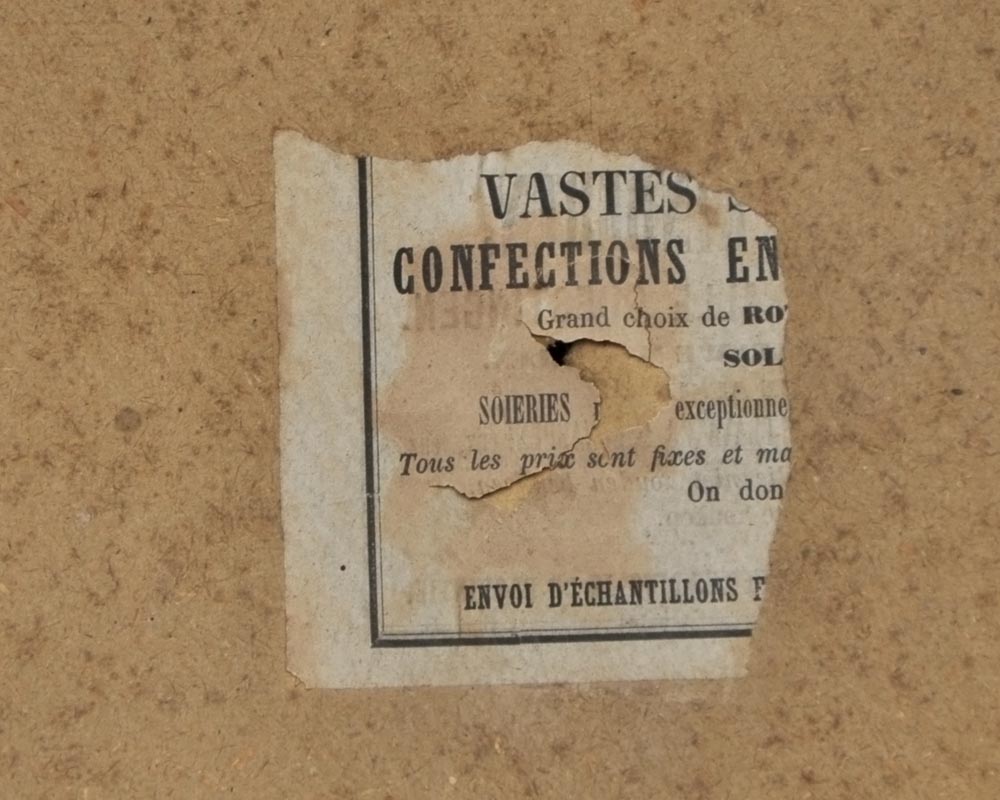 VASTES S
CONFECTIONS EN
Grand choix de RO
SOL
SOIERIES exceptionne
Tous les prix sont fixes et ma
On don
ENVOI D'ÉCHANTILLONS F